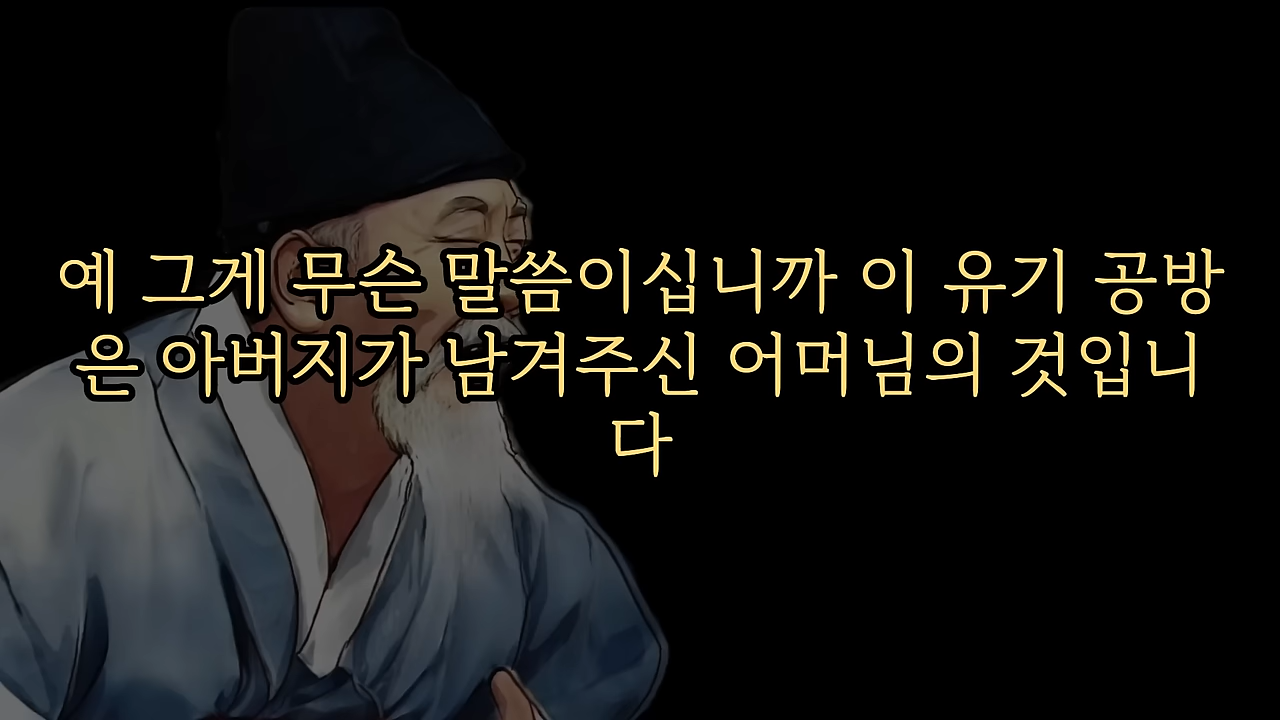 예 그게 무슨 말씀이십니까 이 유기 공방
은 아버지가 남겨주신 어머님의 것입니
다